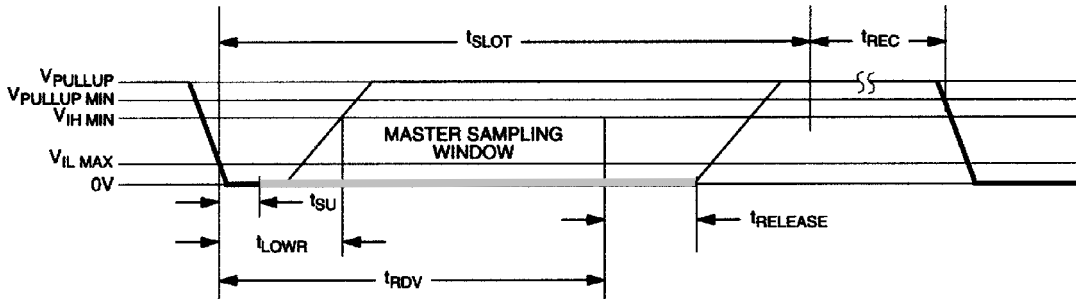 tSLOT
tREC
VPULLUP
VPULLUP MIN
VIH MIN
MASTER SAMPLING
WINDOW
VIL MAX
0V
tSU
tRELEASE
tLOWR
tRDV